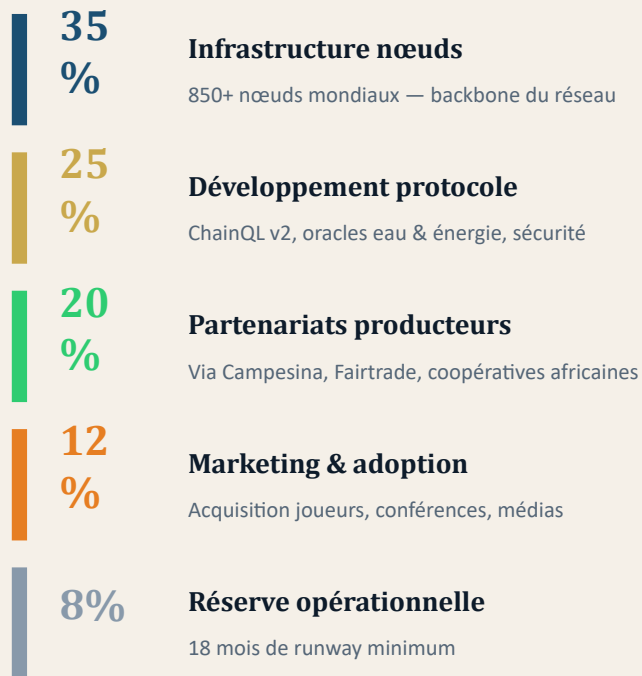 35
%
Infrastructure nœuds
850+ nœuds mondiaux — backbone du réseau
25
%
Développement protocole
ChainQL v2, oracles eau & énergie, sécurité
20
%
Partenariats producteurs
Via Campesina, Fairtrade, coopératives africaines
12
%
Marketing & adoption
Acquisition joueurs, conférences, médias
8%
Réserve opérationnelle
18 mois de runway minimum